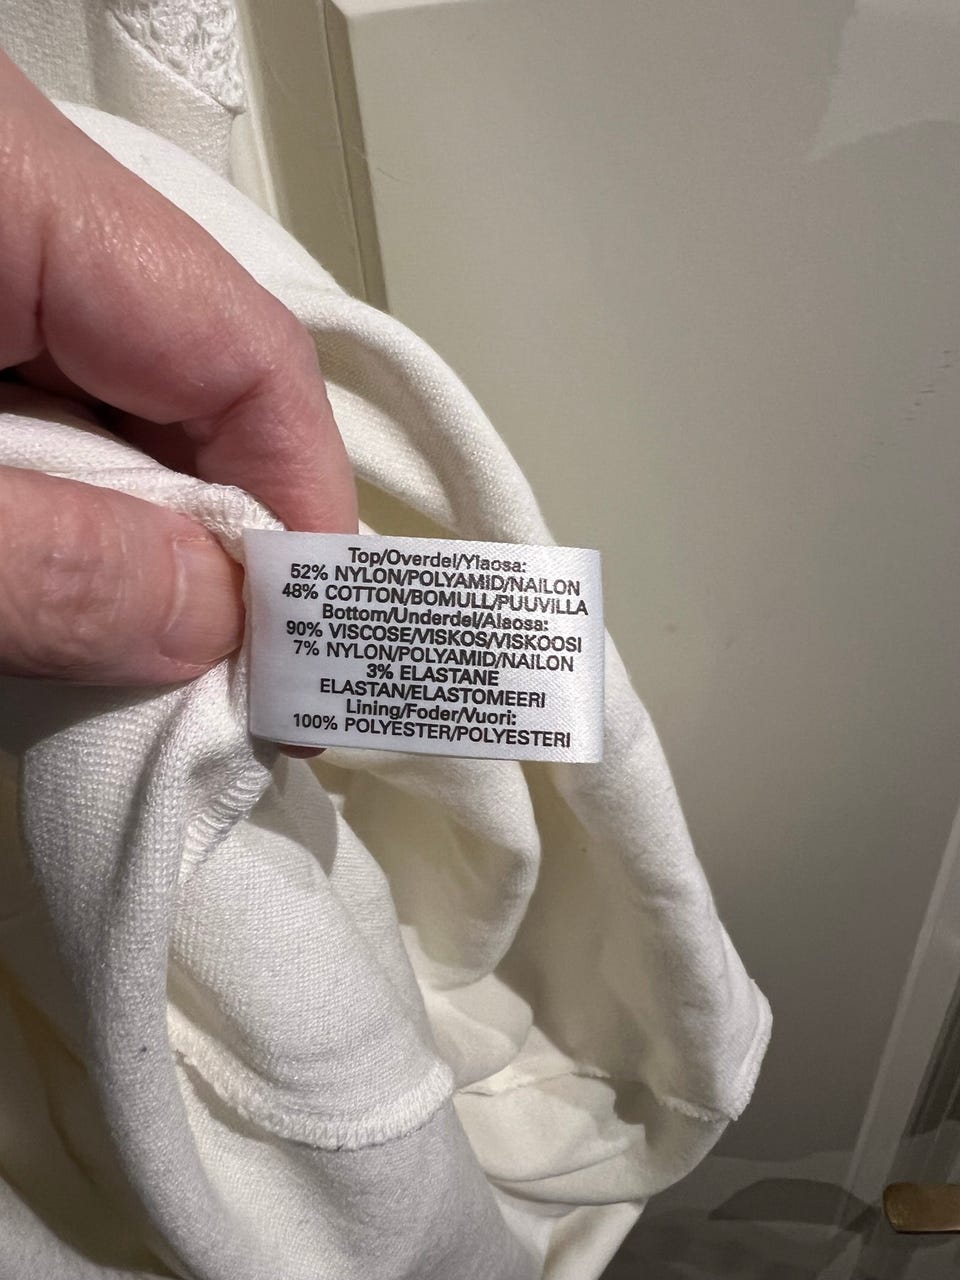 Top/Overdel/Ylaosa:
52% NYLON/POLYAMID/NAILON
48% COTTON/BOMULL/PUUVILLA
Bottom/Underdel/Alaosa:
90% VISCOSE/VISKOS/VISKOOSI
7% NYLON/POLYAMID/NAILON
3% ELASTANE
ELASTAN/ELASTOMEERI
Lining/Foder/Vuori:
100% POLYESTER/POLYESTERI